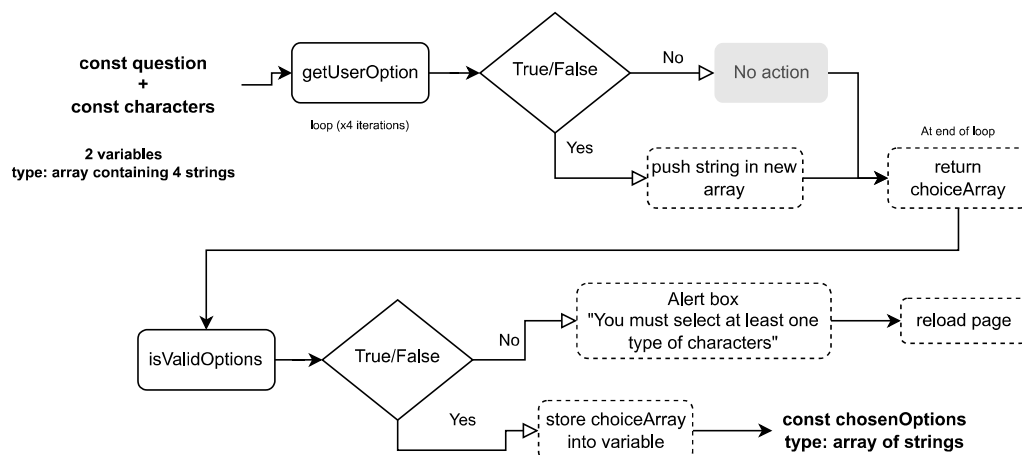 const question
+
const characters
2 variables
type: array containing 4 strings
getUserOption
loop (x4 iterations)
True/False
No
No action
Yes
push string in new
array
At end of loop
return
choiceArray
isValidOptions
True/False
No
Alert box
"You must select at least one
type of characters"
reload page
Yes
store choiceArray
into variable
const chosenOptions
type: array of strings